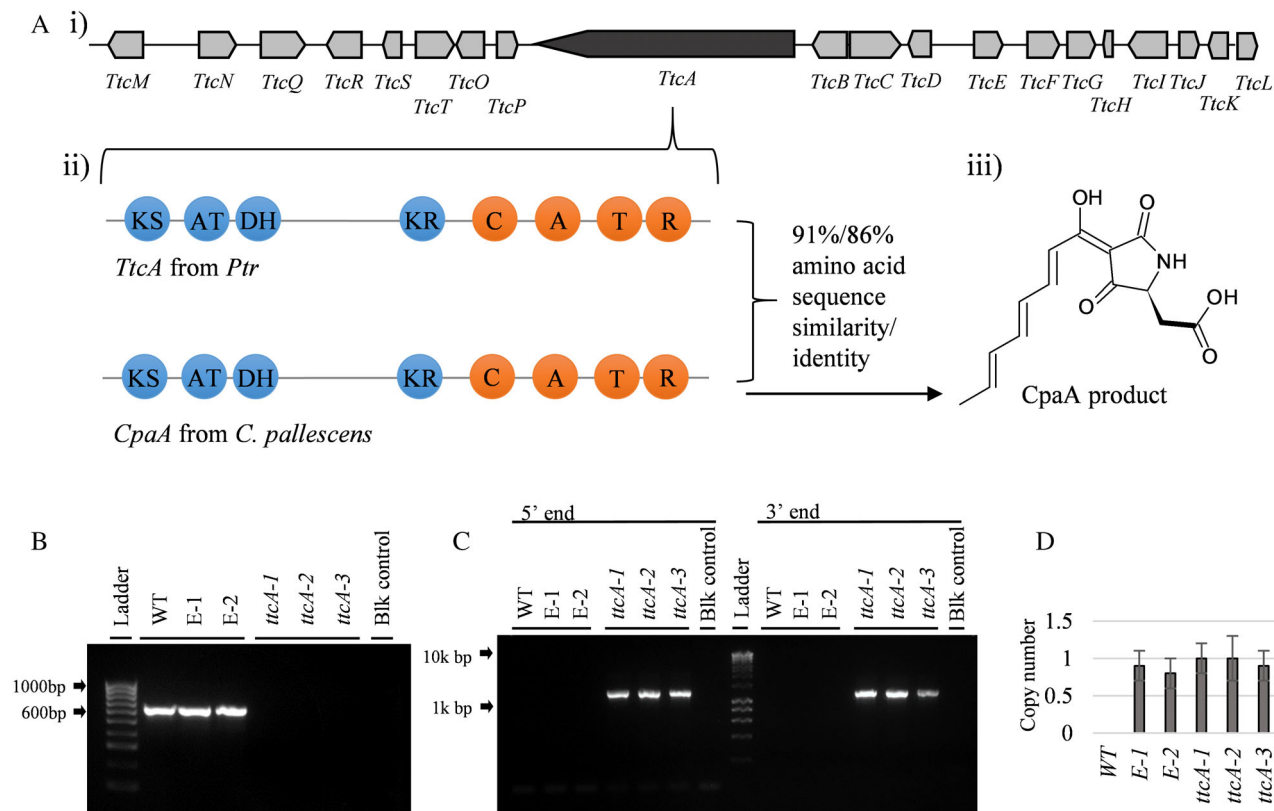 A i)
TtcM TtcN TtcQ TtcR TtcS TtcT TtcO TtcP TtcA TtcB TtcC TtcD TtcE TtcF TtcG TtcH TtcI TtcJ TtcK TtcL
ii)
KS AT DH KR C A T R
TtcA from Ptr
KS AT DH KR C A T R
CpaA from C. pallescens
91%/86%
amino acid
sequence
similarity/
identity
iii)
OH
O
NH
O
OH
O
CpaA product
B
Ladder
WT
E-1
E-2
ttcA-1
ttcA-2
ttcA-3
Blk control
1000bp
600bp
C
5' end
WT
E-1
E-2
ttcA-1
ttcA-2
ttcA-3
Blk control
Ladder
3' end
WT
E-1
E-2
ttcA-1
ttcA-2
ttcA-3
Blk control
10k bp
1k bp
D
Copy number
1.5
1
0.5
0
WT
E-1
E-2
ttcA-1
ttcA-2
ttcA-3